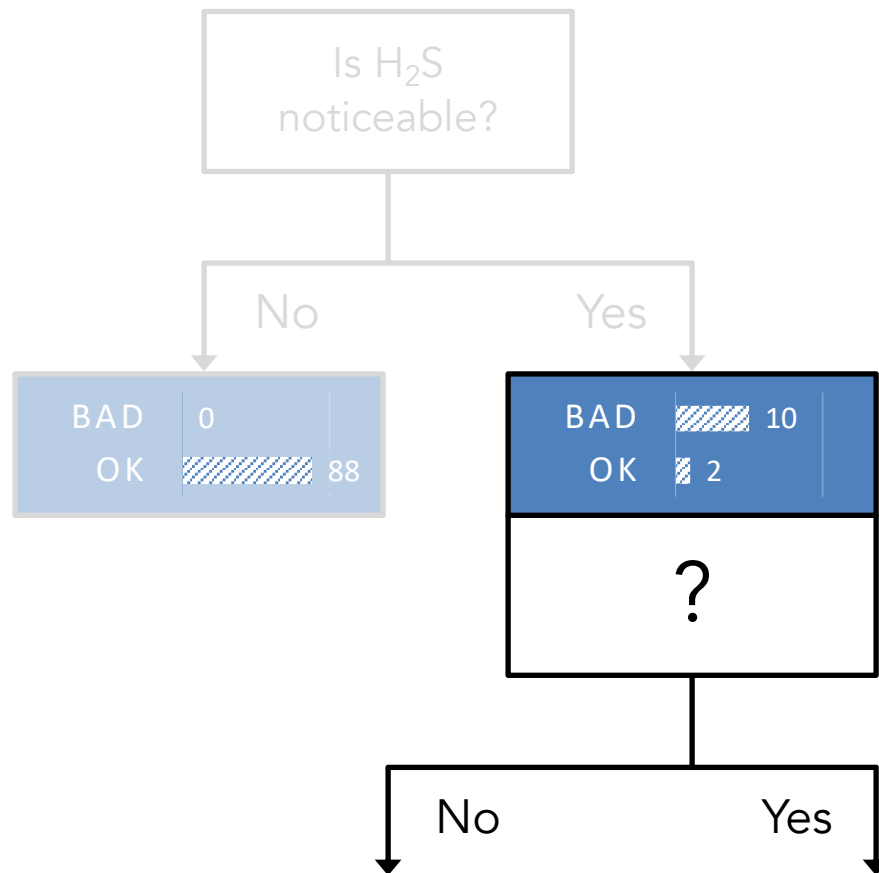 Is H₂S
noticeable?
No
Yes
BAD 0
OK 88
BAD 10
OK 2
?
No
Yes